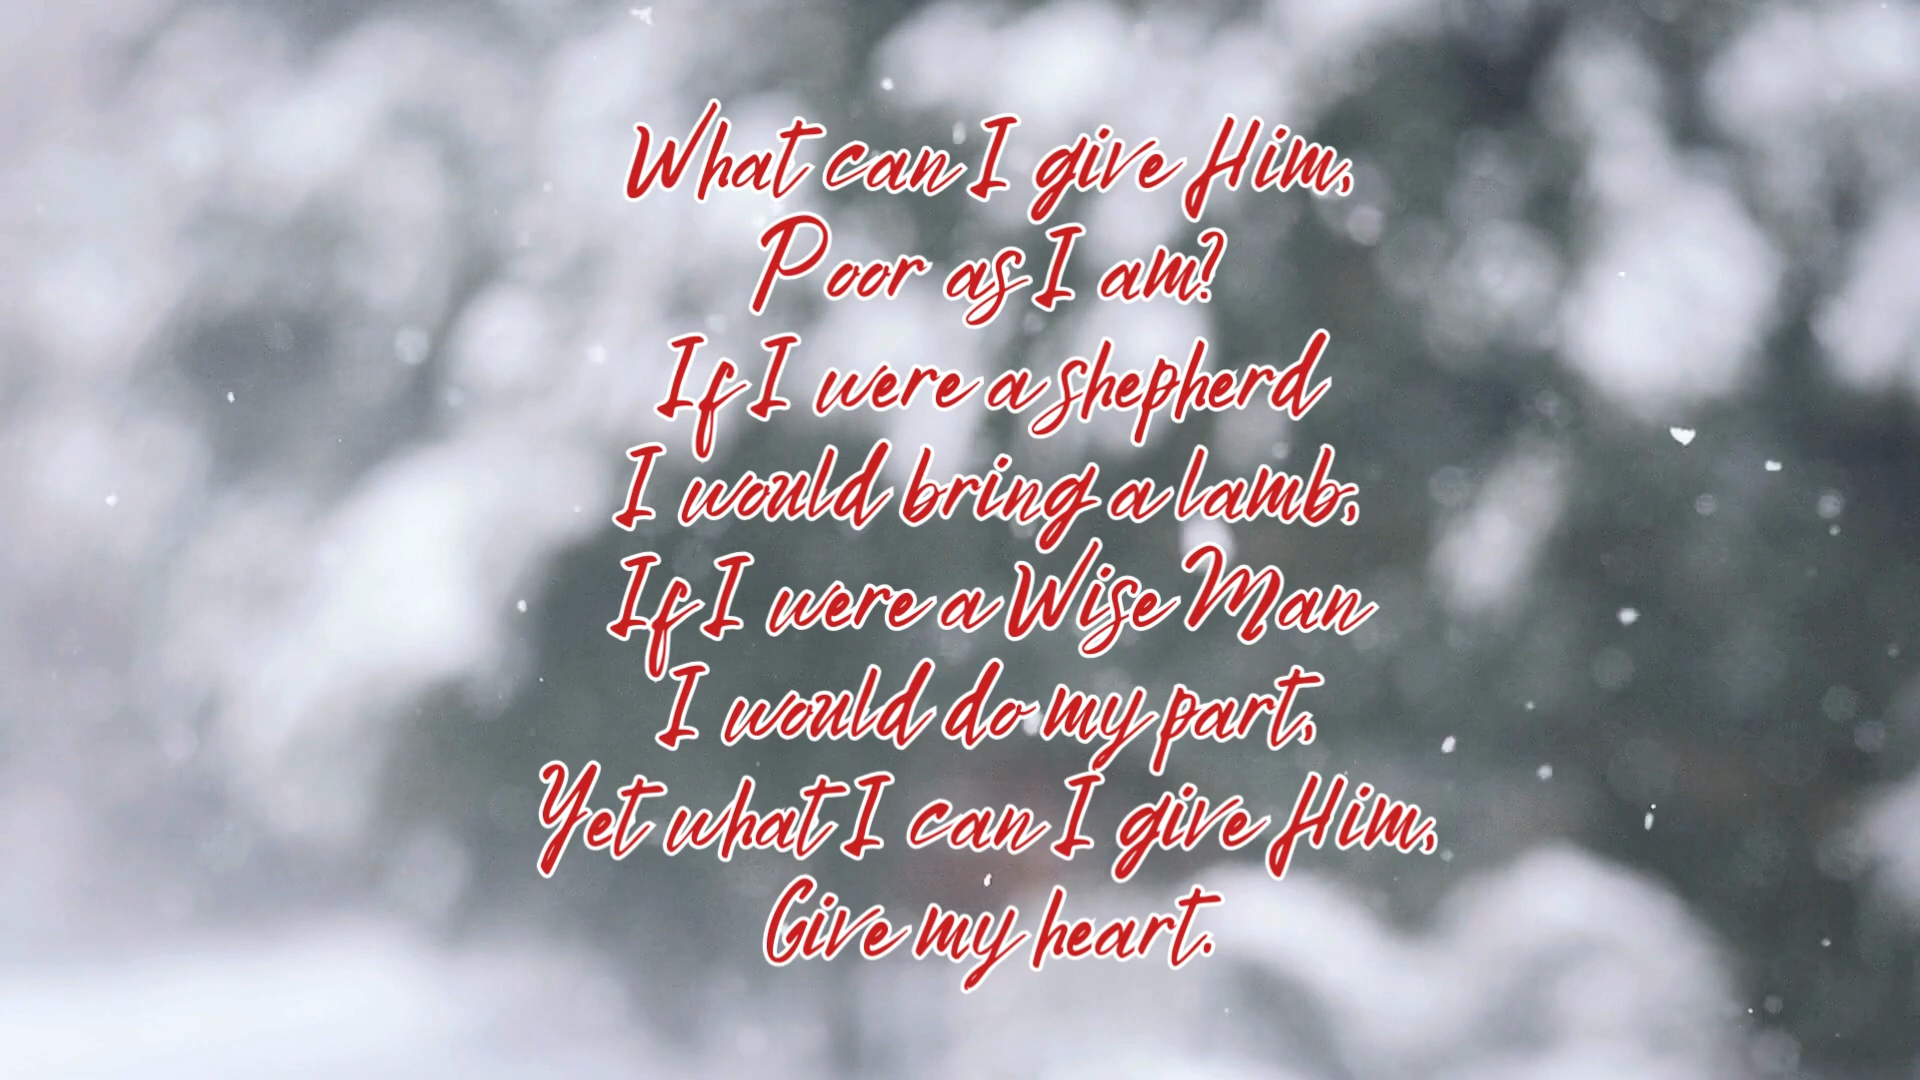 What can I give Him,
Poor as I am?
If I were a shepherd
I would bring a lamb,
If I were a Wise Man
I would do my part,
Yet what I can I give Him,
Give my heart.